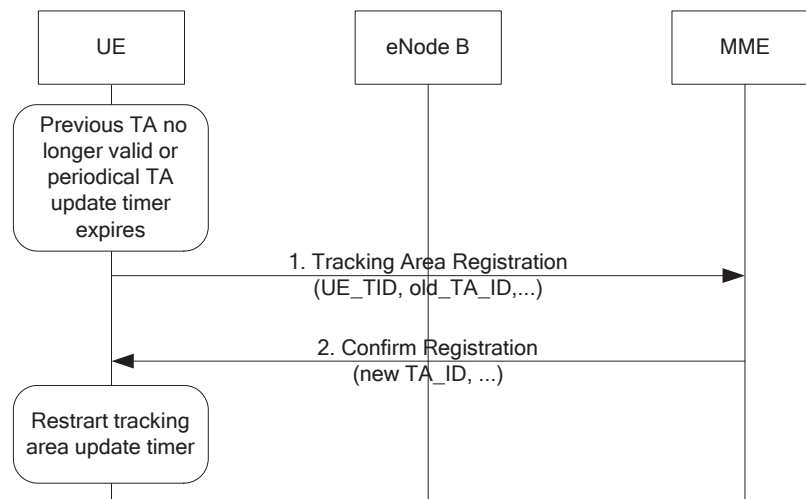 UE
eNode B
MME
Previous TA no
longer valid or
periodical TA
update timer
expires
1. Tracking Area Registration
(UE_TID, old_TA_ID,...)
2. Confirm Registration
(new TA_ID, ...)
Restrart tracking
area update timer